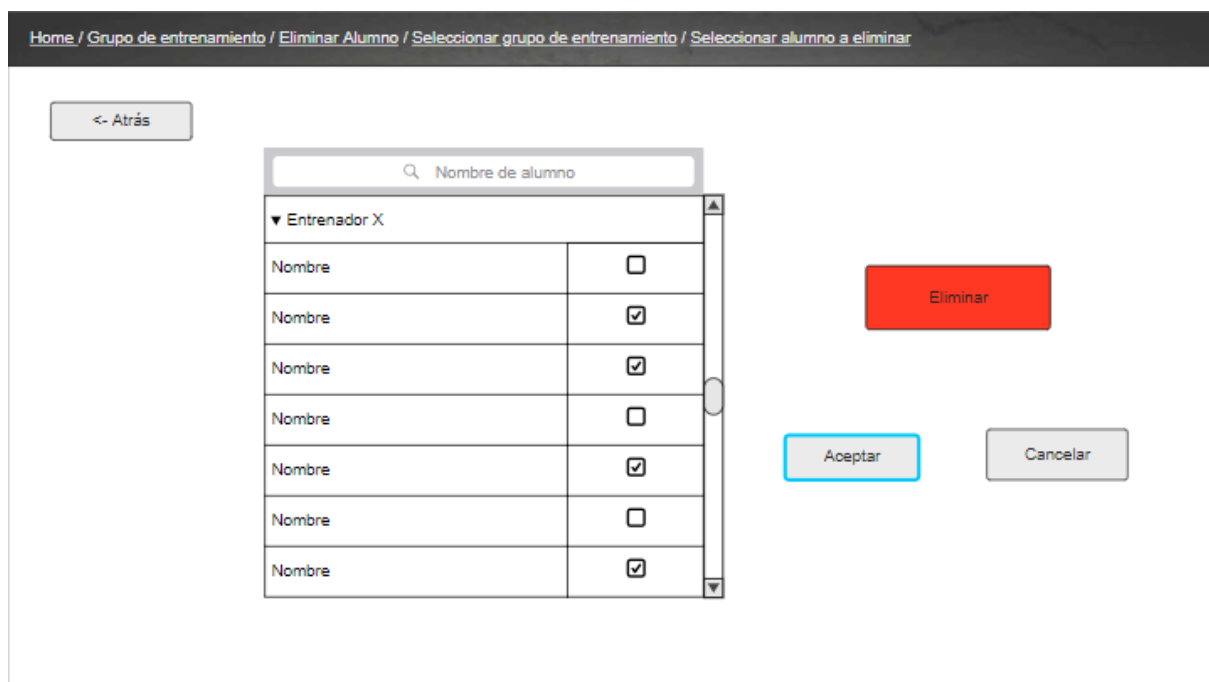 Home / Grupo de entrenamiento / Eliminar Alumno / Seleccionar grupo de entrenamiento / Seleccionar alumno a eliminar
<- Atrás
Nombre de alumno
▼ Entrenador X
Nombre
Nombre
Nombre
Nombre
Nombre
Nombre
Nombre
Eliminar
Aceptar
Cancelar